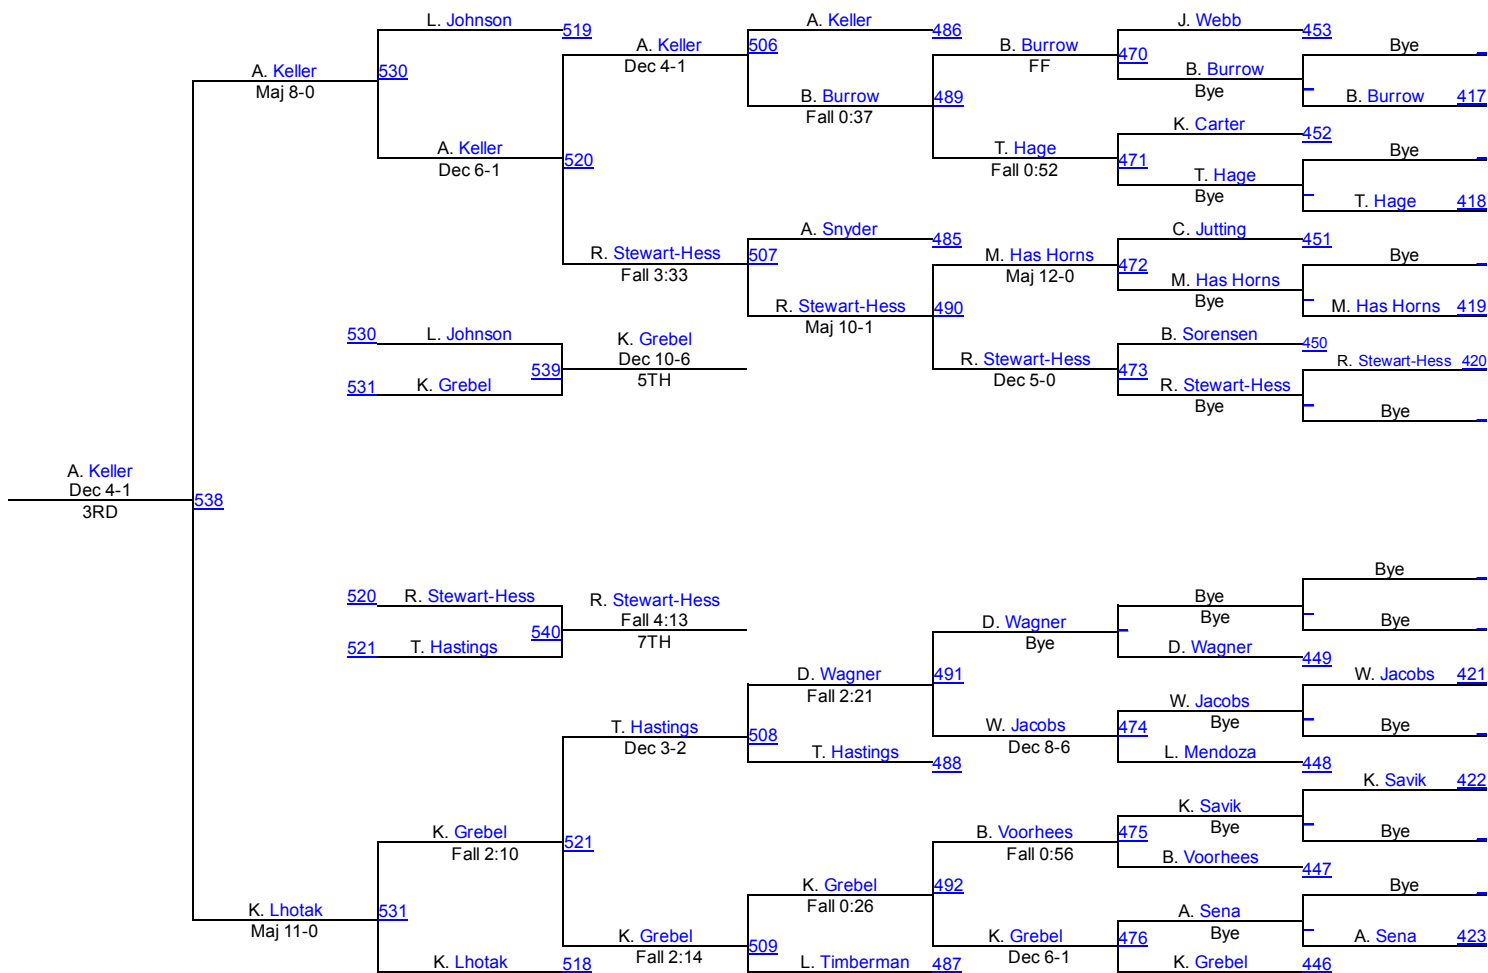 L. Johnson 519
A. Keller 486
J. Webb 453
A. Keller 506
Dec 4-1
B. Burrow
FF
470
Bye
A. Keller 530
Maj 8-0
B. Burrow
Bye
B. Burrow
Fall 0:37
489
B. Burrow 417
K. Carter 452
A. Keller
Dec 6-1
520
T. Hage
Fall 0:52
471
Bye
T. Hage
Bye
T. Hage 418
A. Snyder 485
C. Jutting 451
R. Stewart-Hess 507
Fall 3:33
M. Has Horns
Maj 12-0
472
Bye
M. Has Horns
Bye
R. Stewart-Hess
Maj 10-1
490
M. Has Horns 419
530 L. Johnson
K. Grebel
Dec 10-6
5TH
B. Sorensen 450
539
R. Stewart-Hess
Dec 5-0
473
R. Stewart-Hess 420
531 K. Grebel
R. Stewart-Hess
Bye
Bye
A. Keller
Dec 4-1
3RD
538
Bye
520 R. Stewart-Hess
R. Stewart-Hess
Fall 4:13
7TH
Bye
Bye
540
D. Wagner
Bye
Bye
521 T. Hastings
D. Wagner 449
D. Wagner
Fall 2:21
491
W. Jacobs 421
W. Jacobs
Bye
T. Hastings
Dec 3-2
508
W. Jacobs
Dec 8-6
474
Bye
T. Hastings 488
L. Mendoza 448
K. Savik 422
K. Savik
Bye
K. Grebel
Fall 2:10
521
B. Voorhees
Fall 0:56
475
Bye
B. Voorhees 447
K. Grebel
Fall 0:26
492
Bye
K. Lhotak
Maj 11-0
531
A. Sena
Bye
K. Grebel
Fall 2:14
509
K. Grebel
Dec 6-1
476
A. Sena 423
K. Lhotak 518
L. Timberman 487
K. Grebel 446